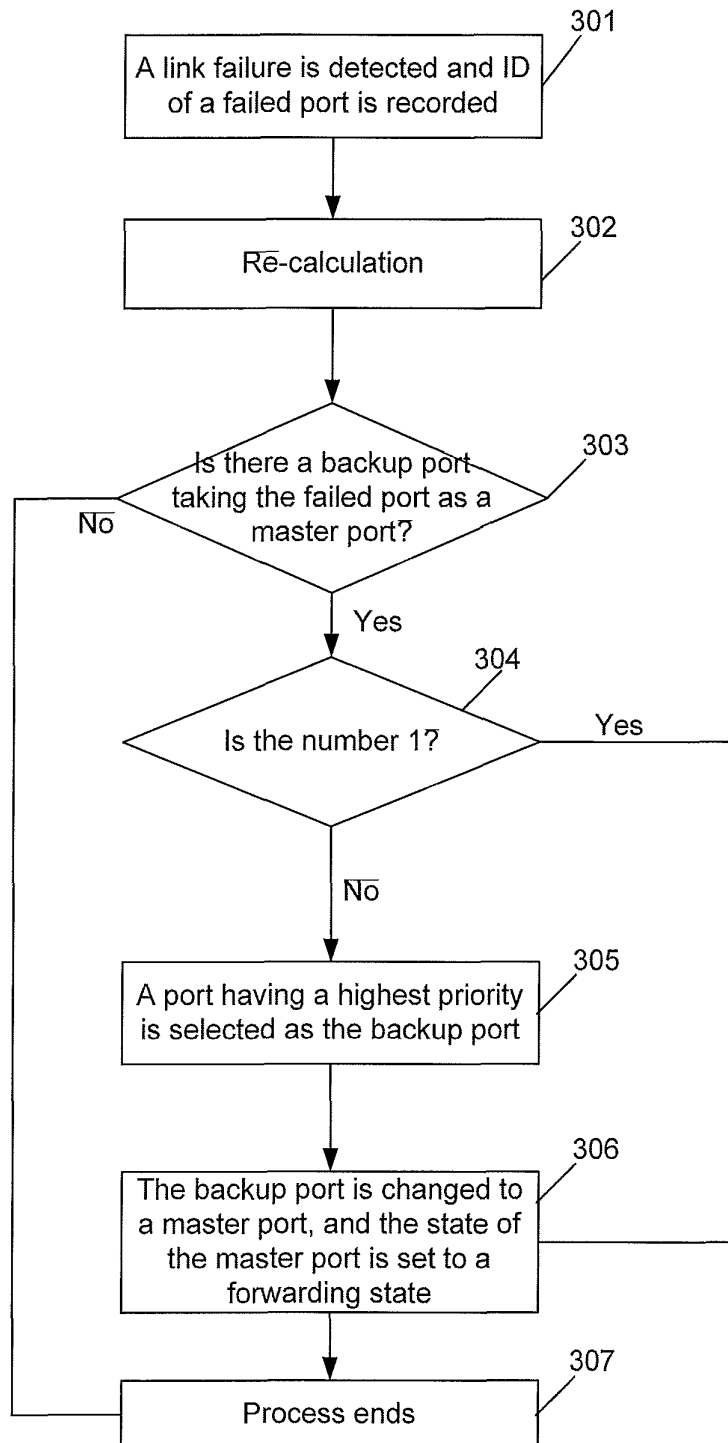 301
A link failure is detected and ID
of a failed port is recorded
302
Re-calculation
303
Is there a backup port
taking the failed port as a
master port?
No
Yes
304
Is the number 1?
Yes
No
305
A port having a highest priority
is selected as the backup port
306
The backup port is changed to
a master port, and the state of
the master port is set to a
forwarding state
307
Process ends